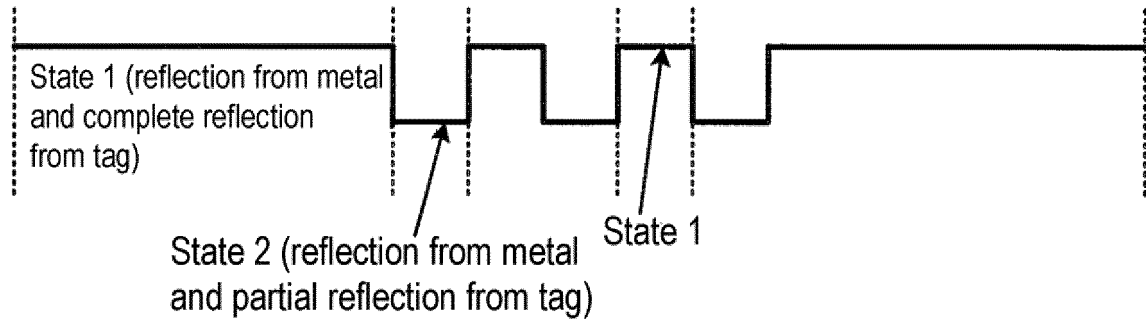 State 1 (reflection from metal
and complete reflection
from tag)
State 2 (reflection from metal
and partial reflection from tag)
State 1